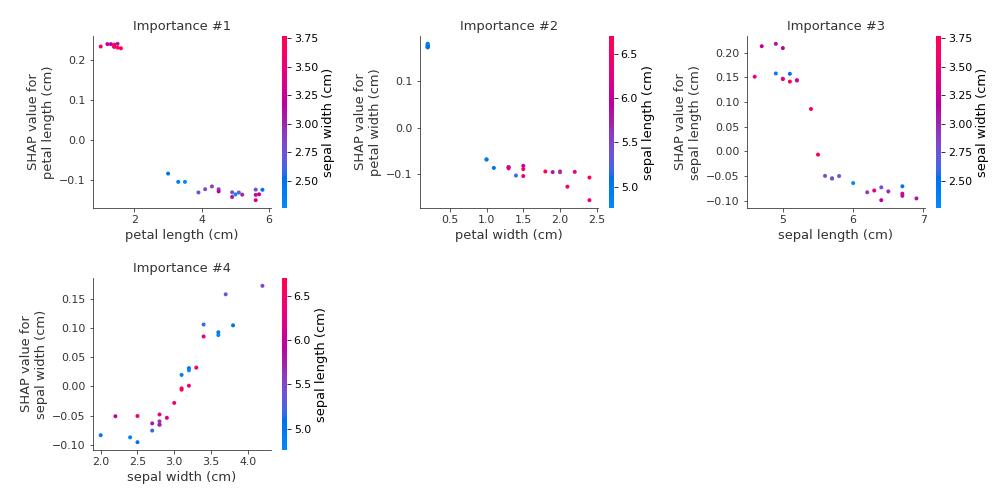 Importance #1
SHAP value for
petal length (cm)
0.2
0.1
0.0
−0.1
2
4
6
petal length (cm)
3.75
3.50
3.25
3.00
2.75
2.50
sepal width (cm)
Importance #2
SHAP value for
petal width (cm)
0.1
0.0
−0.1
0.5
1.0
1.5
2.0
2.5
petal width (cm)
6.5
6.0
5.5
5.0
sepal length (cm)
Importance #3
SHAP value for
sepal length (cm)
0.20
0.15
0.10
0.05
0.00
−0.05
−0.10
5
6
7
sepal length (cm)
3.75
3.50
3.25
3.00
2.75
2.50
sepal width (cm)
Importance #4
SHAP value for
sepal width (cm)
0.15
0.10
0.05
0.00
−0.05
−0.10
2.0
2.5
3.0
3.5
4.0
sepal width (cm)
6.5
6.0
5.5
5.0
sepal length (cm)